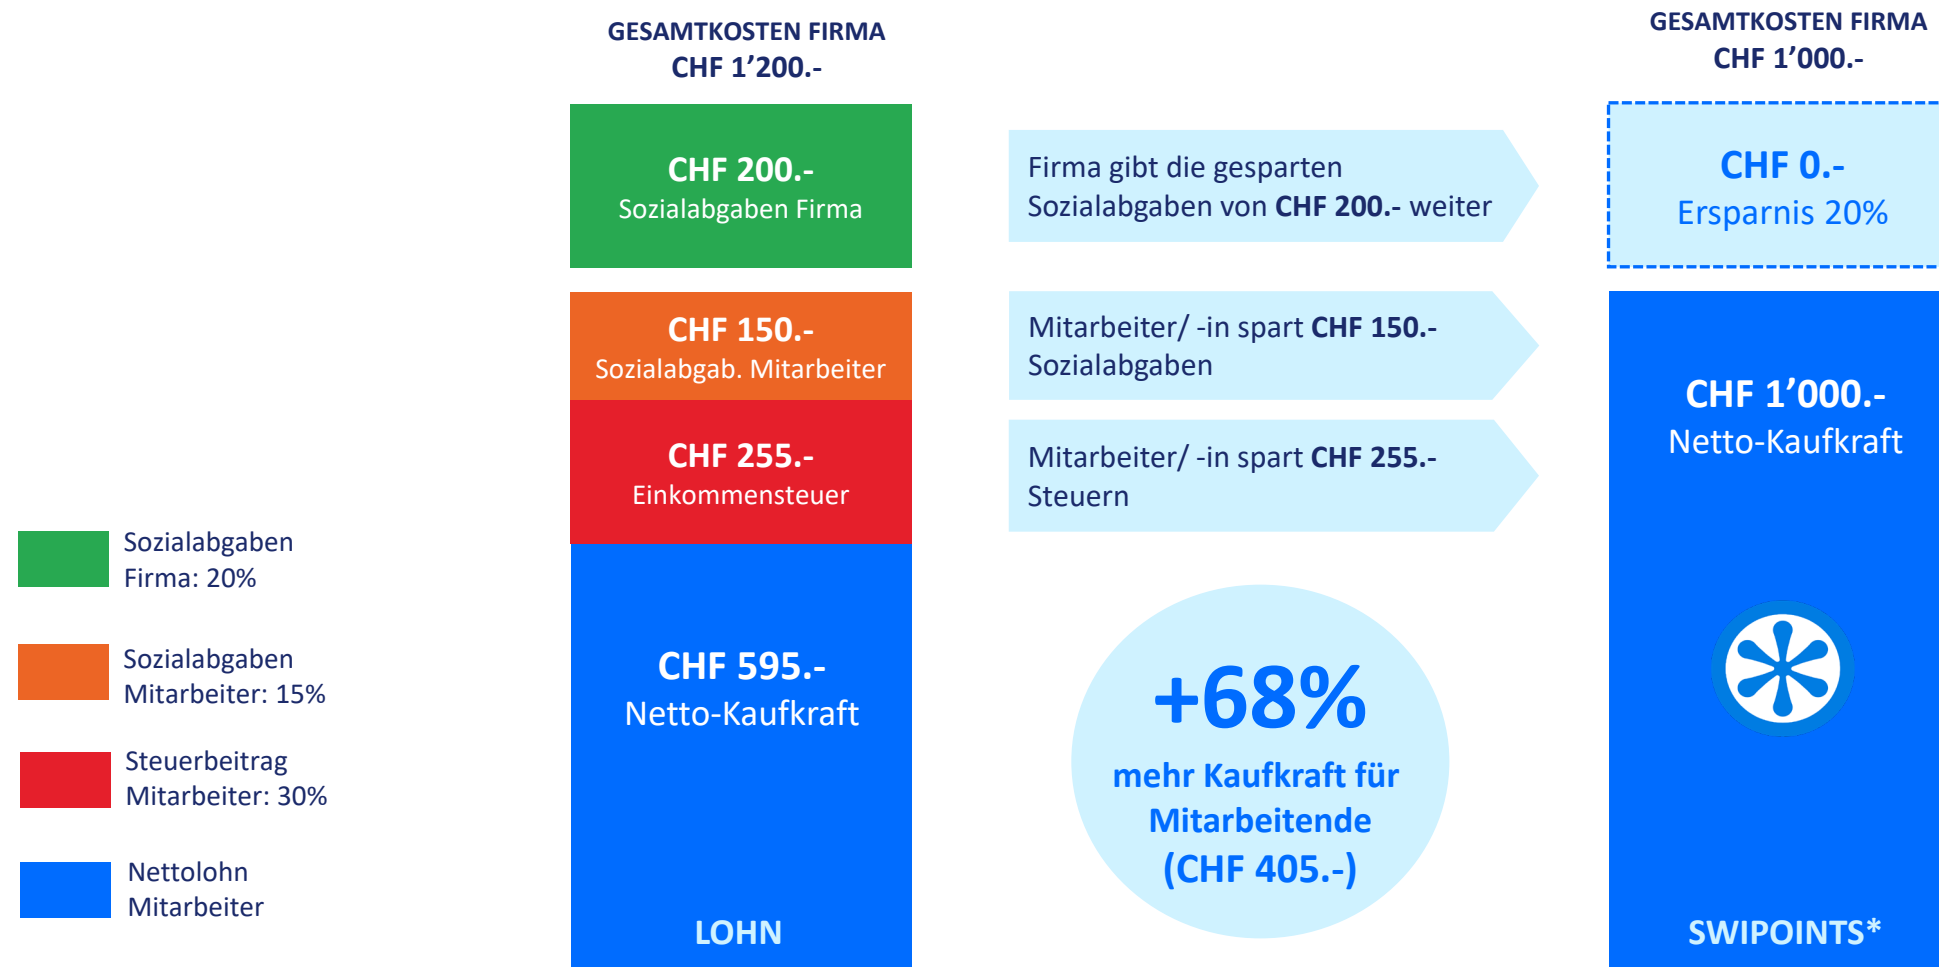 GESAMTKOSTEN FIRMA
CHF 1’200.-
CHF 200.-
Sozialabgaben Firma
CHF 150.-
Sozialabgab. Mitarbeiter
CHF 255.-
Einkommensteuer
CHF 595.-
Netto-Kaufkraft
LOHN
Sozialabgaben
Firma: 20%
Sozialabgaben
Mitarbeiter: 15%
Steuerbeitrag
Mitarbeiter: 30%
Nettolohn
Mitarbeiter
Firma gibt die gesparten
Sozialabgaben von CHF 200.- weiter
Mitarbeiter/ -in spart CHF 150.-
Sozialabgaben
Mitarbeiter/ -in spart CHF 255.-
Steuern
+68%
mehr Kaufkraft für
Mitarbeitende
(CHF 405.-)
GESAMTKOSTEN FIRMA
CHF 1’000.-
CHF 0.-
Ersparnis 20%
CHF 1’000.-
Netto-Kaufkraft
SWIPOINTS*